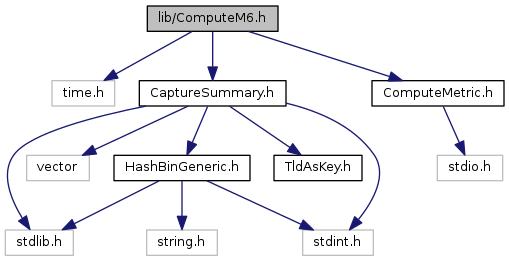 lib/ComputeM6.h
time.h
CaptureSummary.h
ComputeMetric.h
vector
HashBinGeneric.h
TldAsKey.h
stdio.h
stdlib.h
string.h
stdint.h